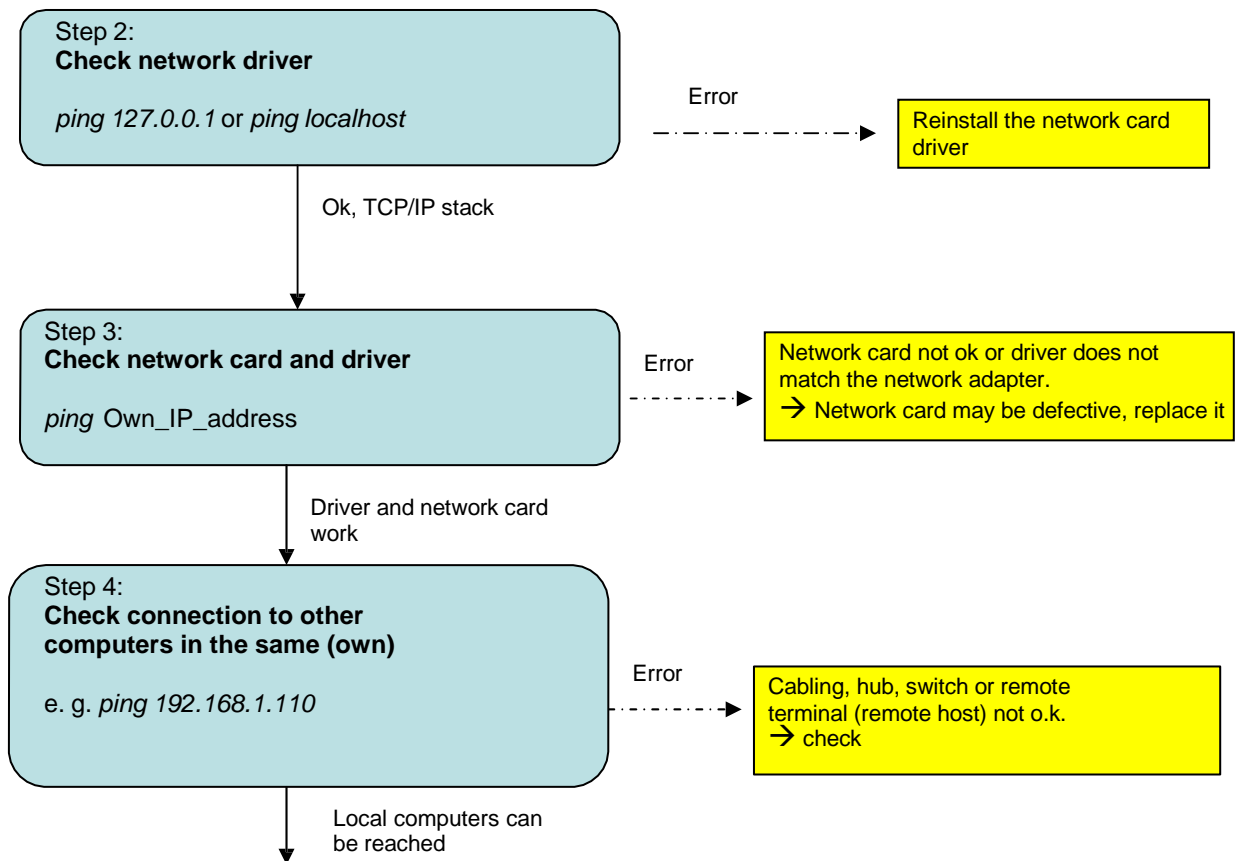 Step 2:
Check network driver
ping 127.0.0.1 or ping localhost
Error
Reinstall the network card
driver
Ok, TCP/IP stack
Step 3:
Check network card and driver
ping Own_IP_address
Error
Network card not ok or driver does not
match the network adapter.
→ Network card may be defective, replace it
Driver and network card
work
Step 4:
Check connection to other
computers in the same (own)
e. g. ping 192.168.1.110
Error
Cabling, hub, switch or remote
terminal (remote host) not o.k.
→ check
Local computers can
be reached